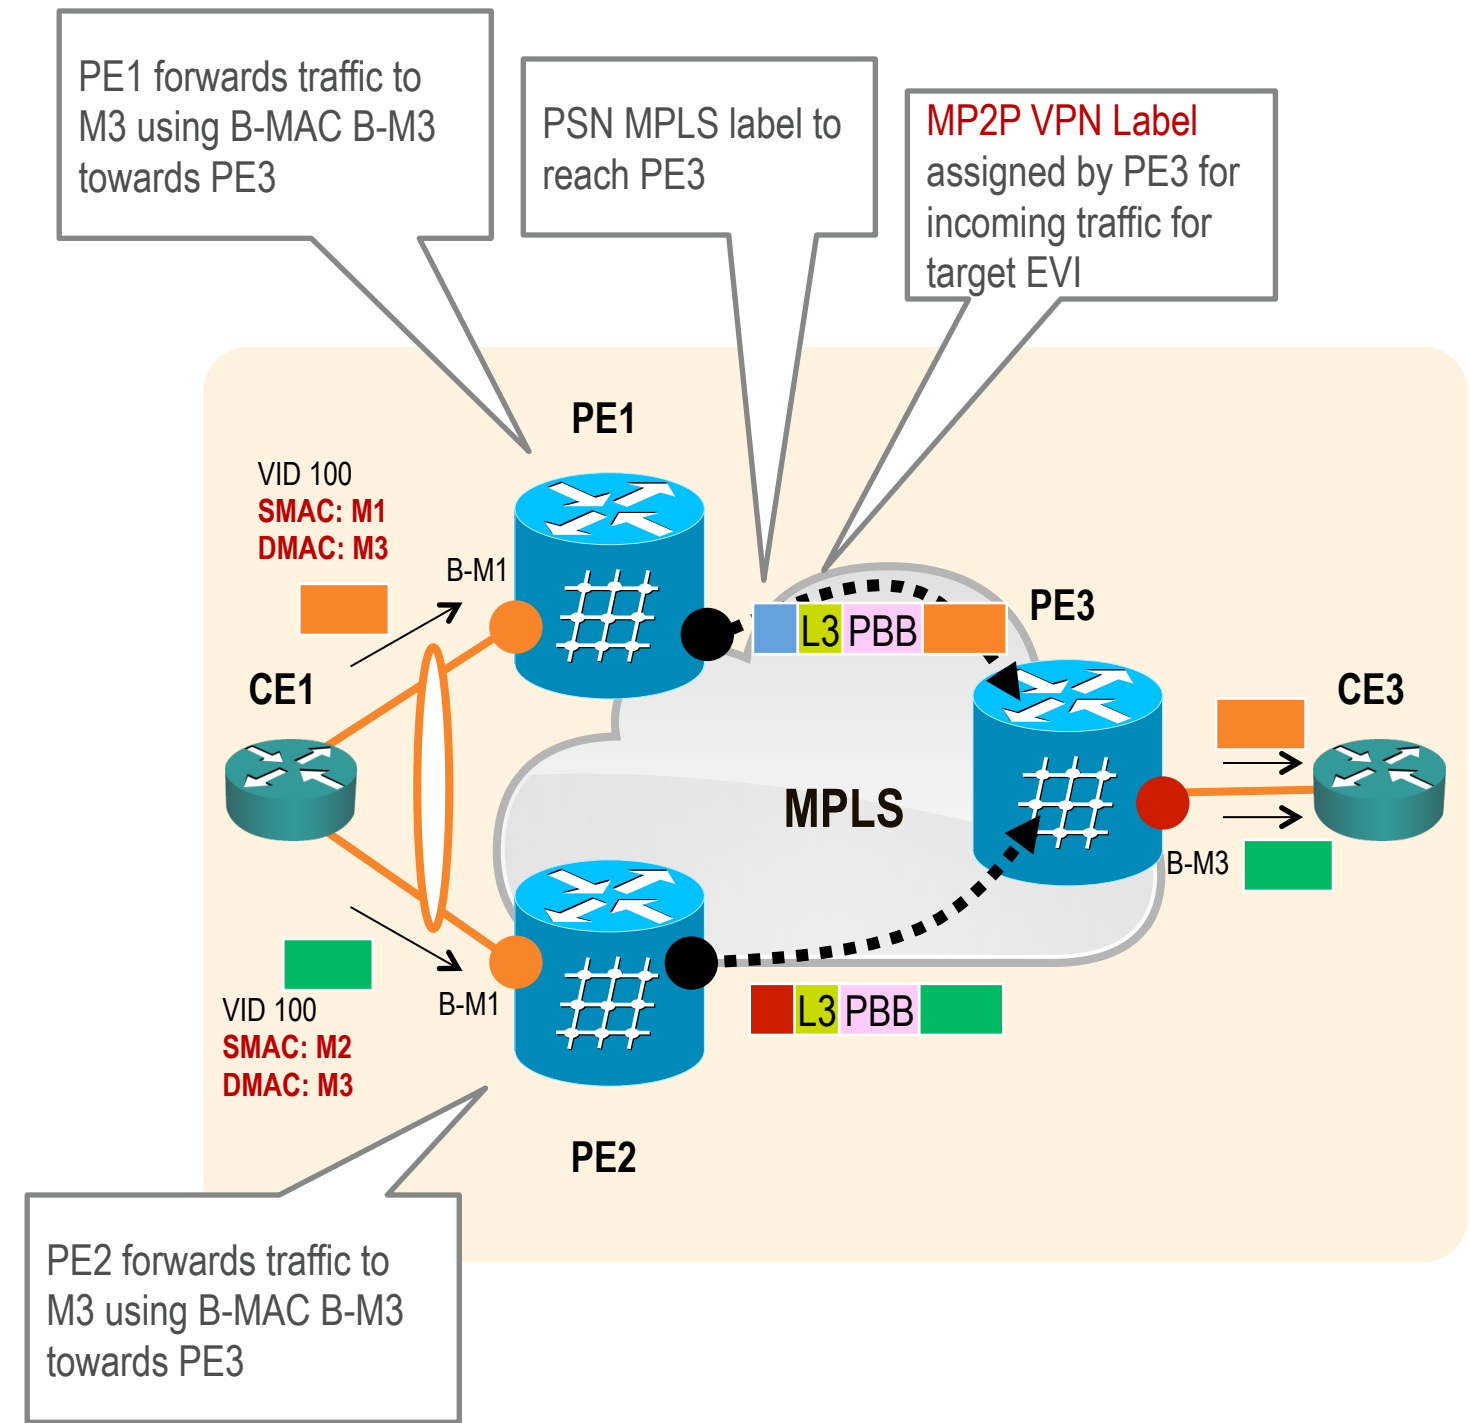 PE1 forwards traffic to
M3 using B-MAC B-M3
towards PE3
PSN MPLS label to
reach PE3
MP2P VPN Label
assigned by PE3 for
incoming traffic for
target EVI
PE1
VID 100
SMAC: M1
DMAC: M3
B-M1
L3 PBB
PE3
CE1
CE3
MPLS
B-M3
B-M1
VID 100
SMAC: M2
DMAC: M3
L3 PBB
PE2
PE2 forwards traffic to
M3 using B-MAC B-M3
towards PE3